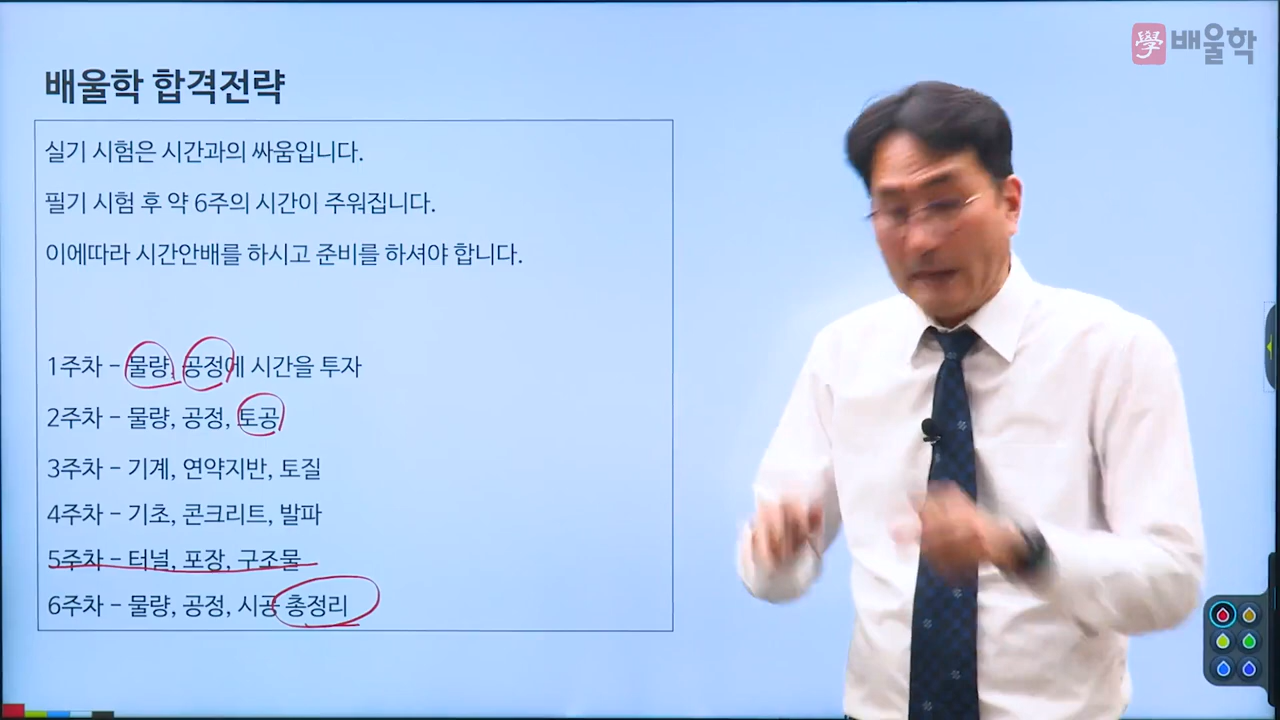 學 배울학
배울학 합격전략
실기 시험은 시간과의 싸움입니다.
필기 시험 후 약 6주의 시간이 주워집니다.
이에따라 시간안배를 하시고 준비를 하셔야 합니다.
1주차 – 물량, 공정에 시간을 투자
2주차 – 물량, 공정, 토공
3주차 – 기계, 연약지반, 토질
4주차 – 기초, 콘크리트, 발파
5주차 – 터널, 포장, 구조물
6주차 – 물량, 공정, 시공 총정리